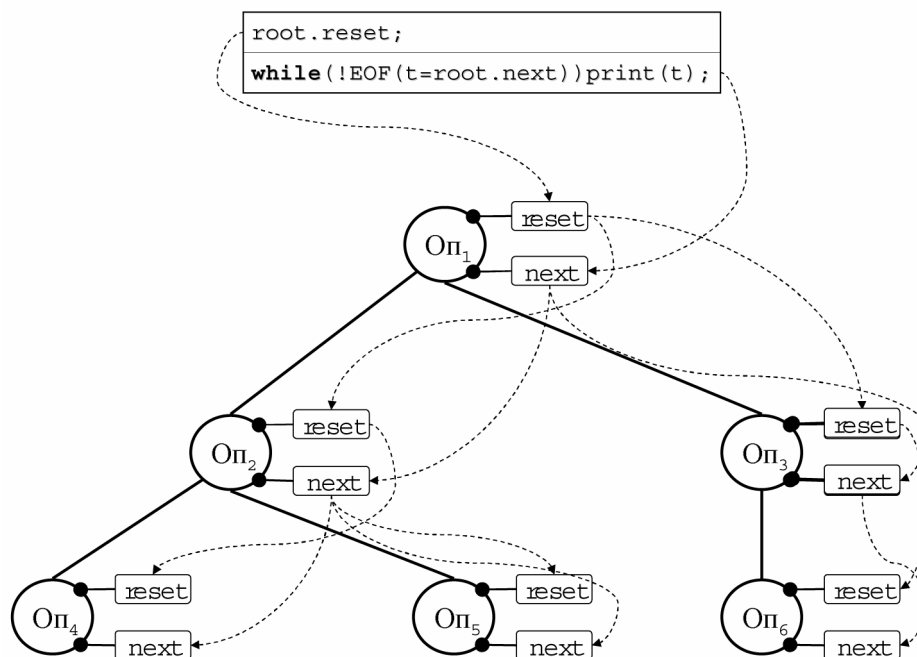 root.reset;
while(!EOF(t=root.next))print(t);
reset
Оп₁
next
reset
reset
Оп₂
Оп₃
next
next
reset
reset
reset
Оп₄
Оп₅
Оп₆
next
next
next